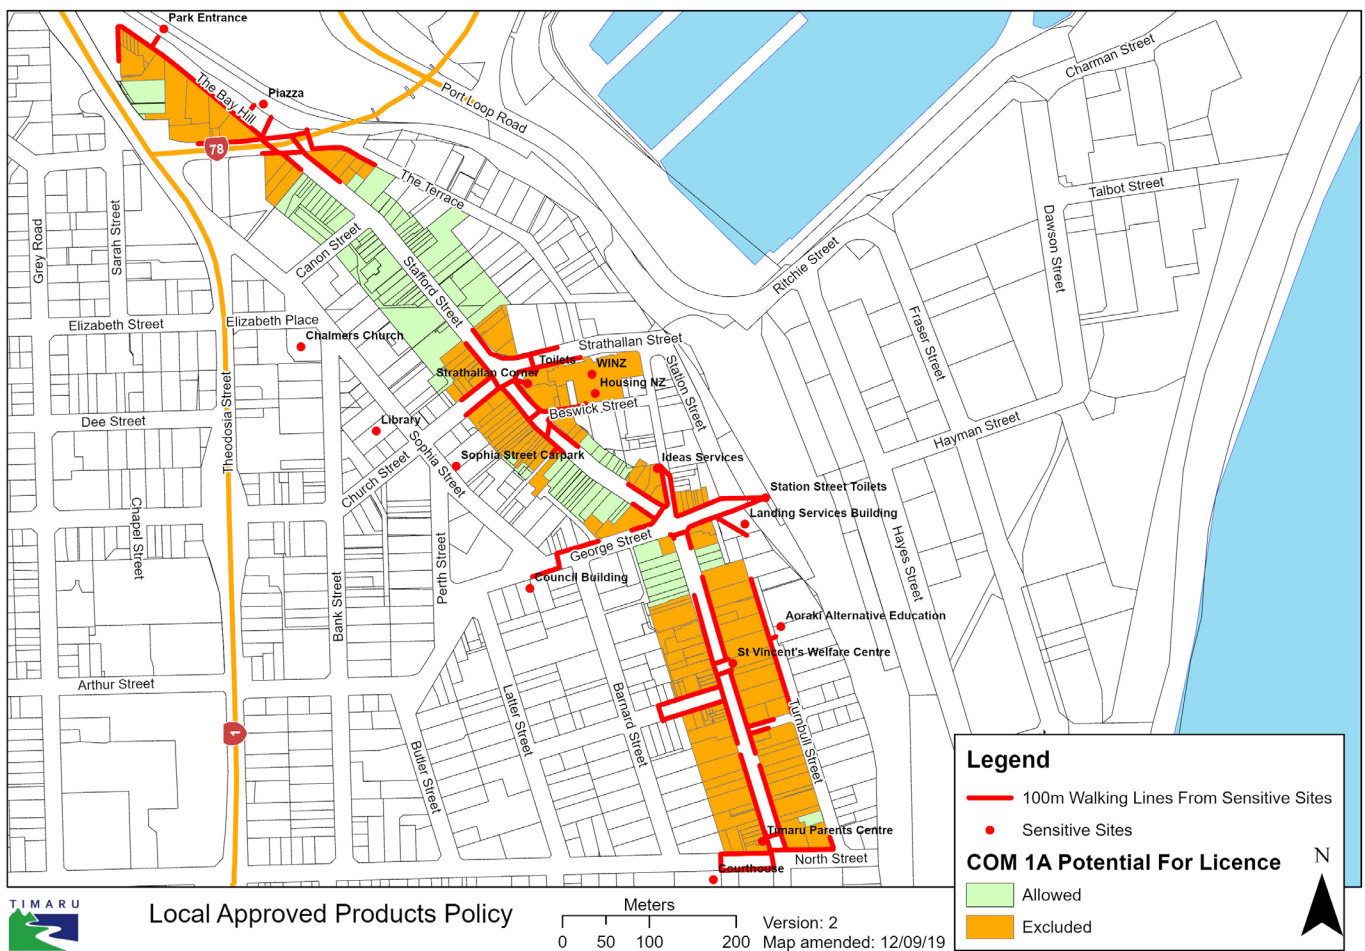 Park Entrance
The Bay Hill
Piazza
Port Loop Road
78
Charman Street
Talbot Street
Dawson Street
Ritchie Street
Fraser Street
Hayman Street
Hayes Street
Grey Road
Sarah Street
The Terrace
Canon Street
Stafford Street
Elizabeth Street
Elizabeth Place
Chalmers Church
Strathallan Street
Toilets
WINZ
Strathallan Corner
Housing NZ
Station Street
Beswick Street
Dee Street
Theodosia Street
Library
Sophia Street
Sophia Street Carpark
Church Street
Ideas Services
Station Street Toilets
Landing Services Building
Chapel Street
George Street
Perth Street
Council Building
Bank Street
Aoraki Alternative Education
St Vincent's Welfare Centre
Arthur Street
Latter Street
Barnard Street
Turnbull Street
Butler Street
1
Timaru Parents Centre
North Street
Courthouse
Legend
100m Walking Lines From Sensitive Sites
Sensitive Sites
COM 1A Potential For Licence
Allowed
Excluded
N
TIMARU
Local Approved Products Policy
Meters
0 50 100 200
Version: 2
Map amended: 12/09/19